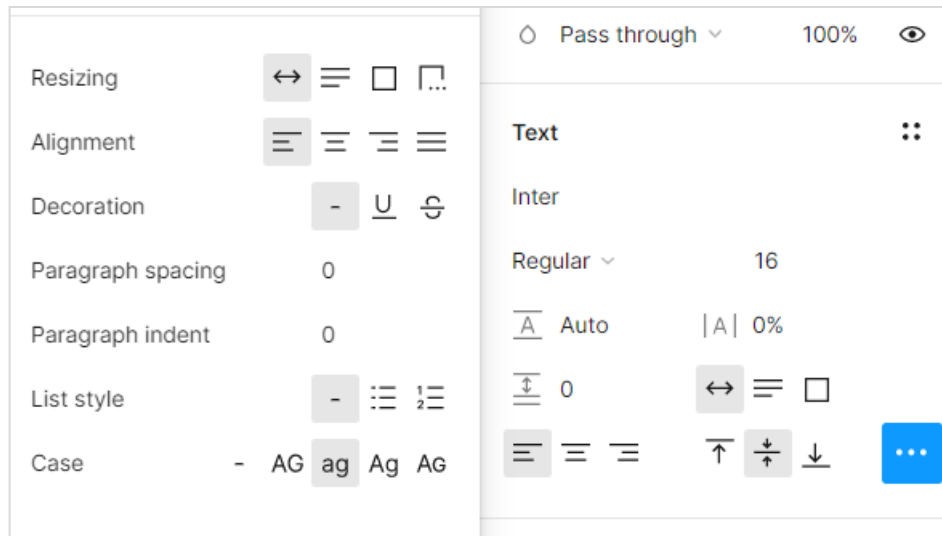 Resizing
Alignment
Decoration - U S
Paragraph spacing 0
Paragraph indent 0
List style -
Case - AG ag Ag AG
Pass through 100%
Text
Inter
Regular 16
A Auto |A| 0%
0